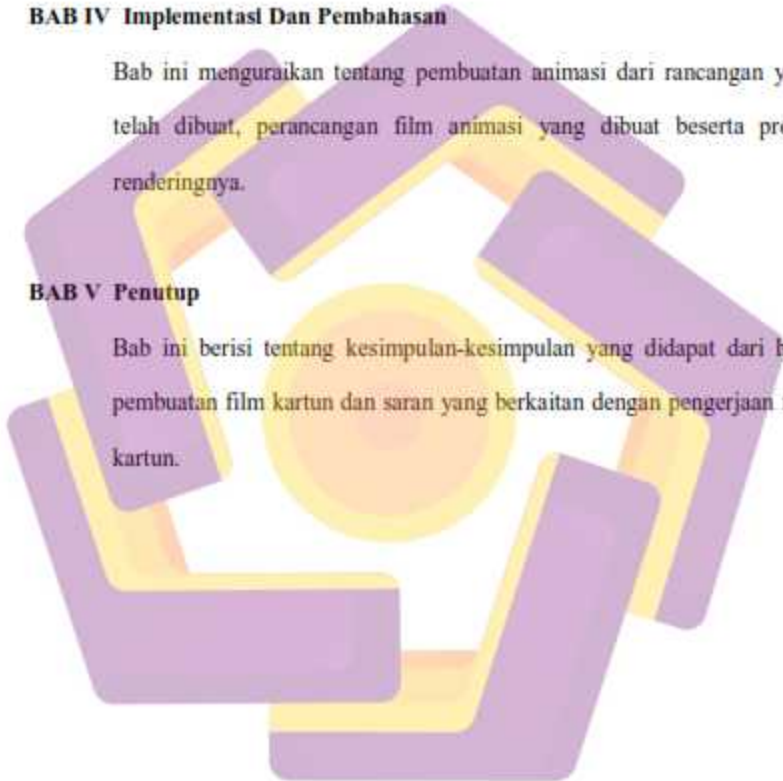 BAB IV Implementasi Dan Pembahasan
Bab ini menguraikan tentang pembuatan animasi dari rancangan
telah dibuat, perancangan film animasi yang dibuat beserta
renderingnya.
BAB V Penutup
Bab ini berisi tentang kesimpulan-kesimpulan yang didapat dari
pembuatan film kartun dan saran yang berkaitan dengan pengerjaan
kartun.